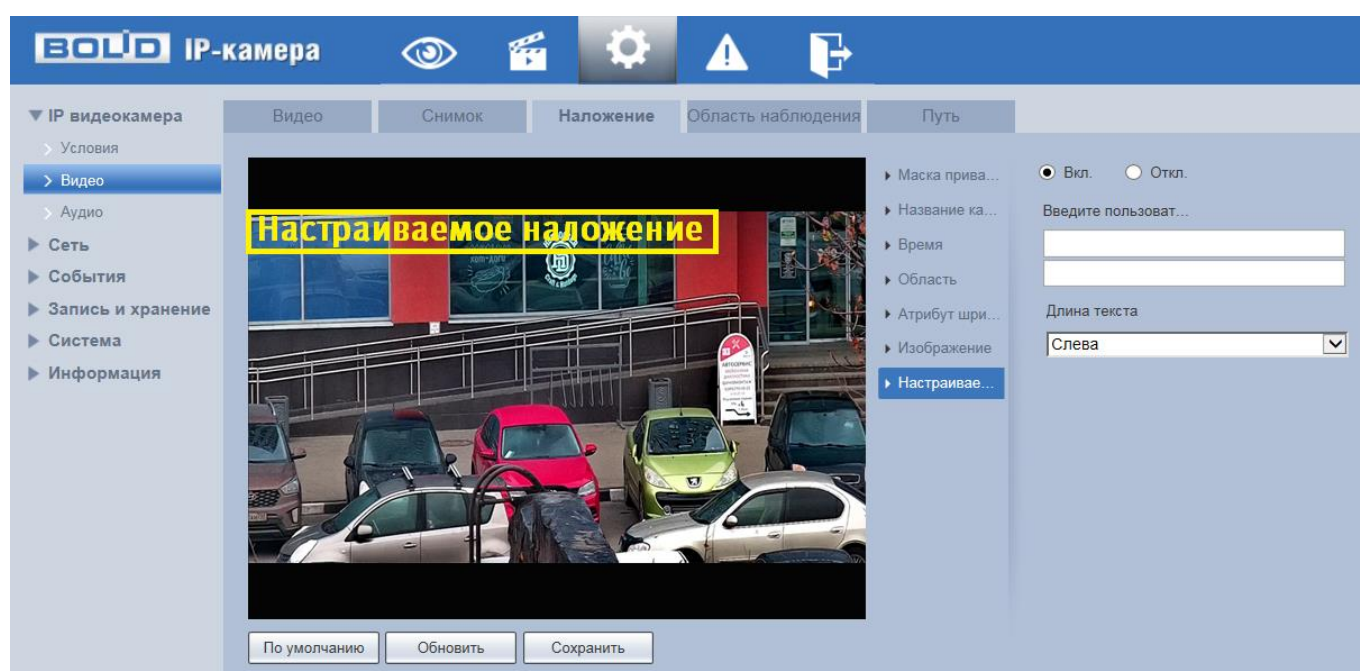 BOLID IP-камера
IP видеокамера
Условия
Видео
Аудио
Сеть
События
Запись и хранение
Система
Информация
Видео
Снимок
Наложение
Область наблюдения
Путь
Настраиваемое наложение
АВТОСЕРВИС
По умолчанию
Обновить
Сохранить
Маска прива...
Название ка...
Время
Область
Атрибут шри...
Изображение
Настраивае...
Вкл.
Откл.
Введите пользоват...
Длина текста
Слева